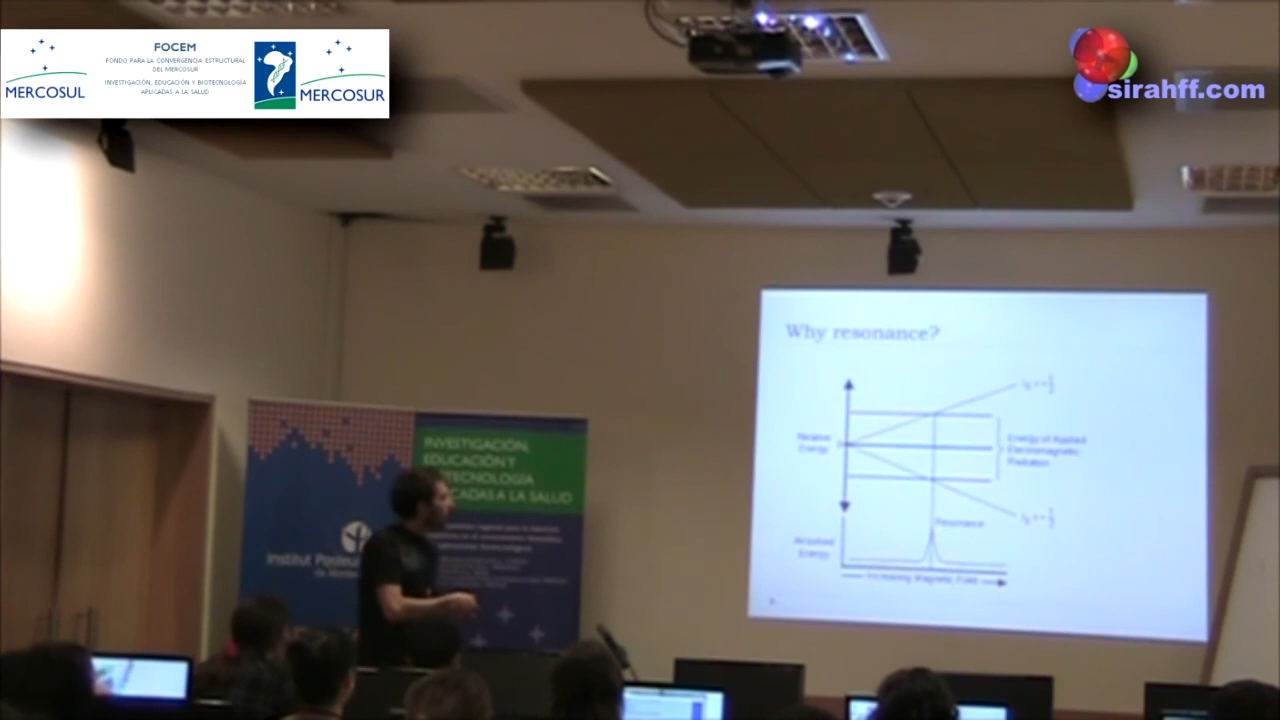 FOCEM
FONDO PARA LA CONVERGENCIA ESTRUCTURAL
DEL MERCOSUR
INVESTIGACIÓN, EDUCACIÓN Y BIOTECNOLOGÍA
APLICADAS A LA SALUD
MERCOSUL
MERCOSUR
sirahff.com
Why resonance?
Relative
Energy
Energy of Applied
Electromagnetic
Radiation
Resonance
Absorbed
Energy
Increasing Magnetic Field
INVESTIGACIÓN,
EDUCACIÓN Y
TECNOLOGÍA
CADAS A LA SALUD
Institut Pasteu